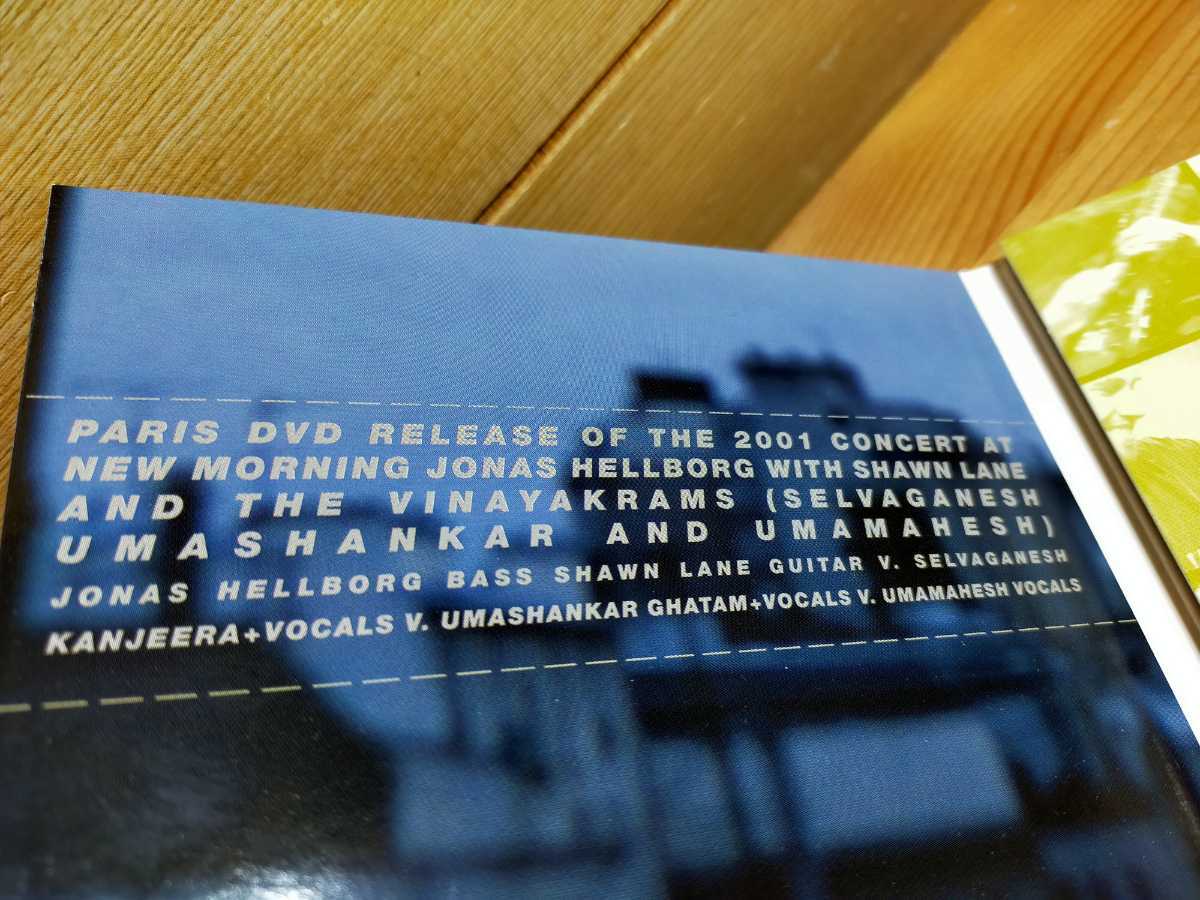 PARIS DVD RELEASE OF THE 2001 CONCERT AT
NEW MORNING JONAS HELLBORG WITH SHAWN LANE
AND THE VINAYAKRAMS (SELVAGANESH
UMASHANKAR AND UMAMAHESH)
JONAS HELLBORG BASS SHAWN LANE GUITAR V. SELVAGANESH
KANJEERA+VOCALS V. UMASHANKAR GHATAM+VOCALS V. UMAMAHESH VOCALS